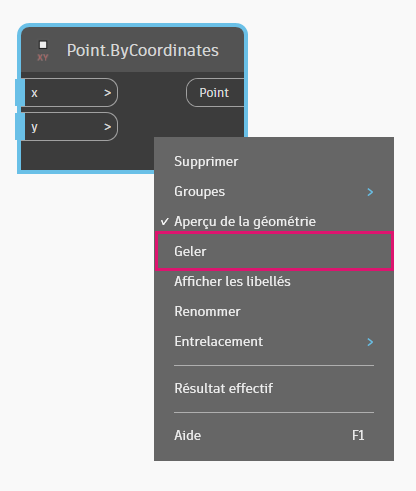 XY
Point.ByCoordinates
x >
Point
y >
Supprimer
Groupes >
✓ Aperçu de la géométrie
Geler
Afficher les libellés
Renommer
Entrelacement >
Résultat effectif
Aide F1